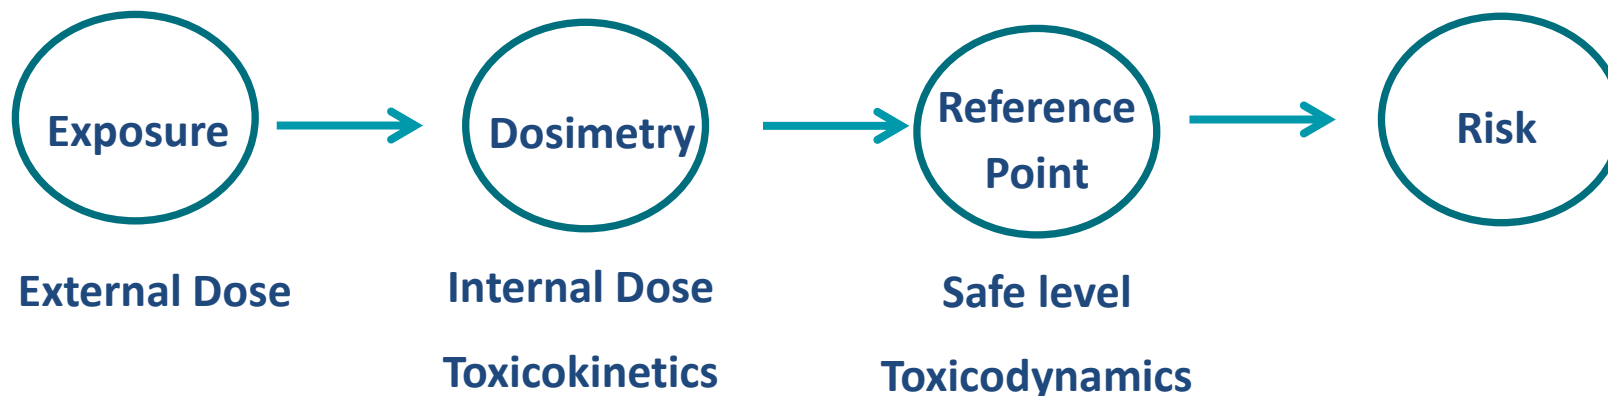 Exposure
Dosimetry
Reference
Point
Risk
External Dose
Internal Dose
Toxicokinetics
Safe level
Toxicodynamics